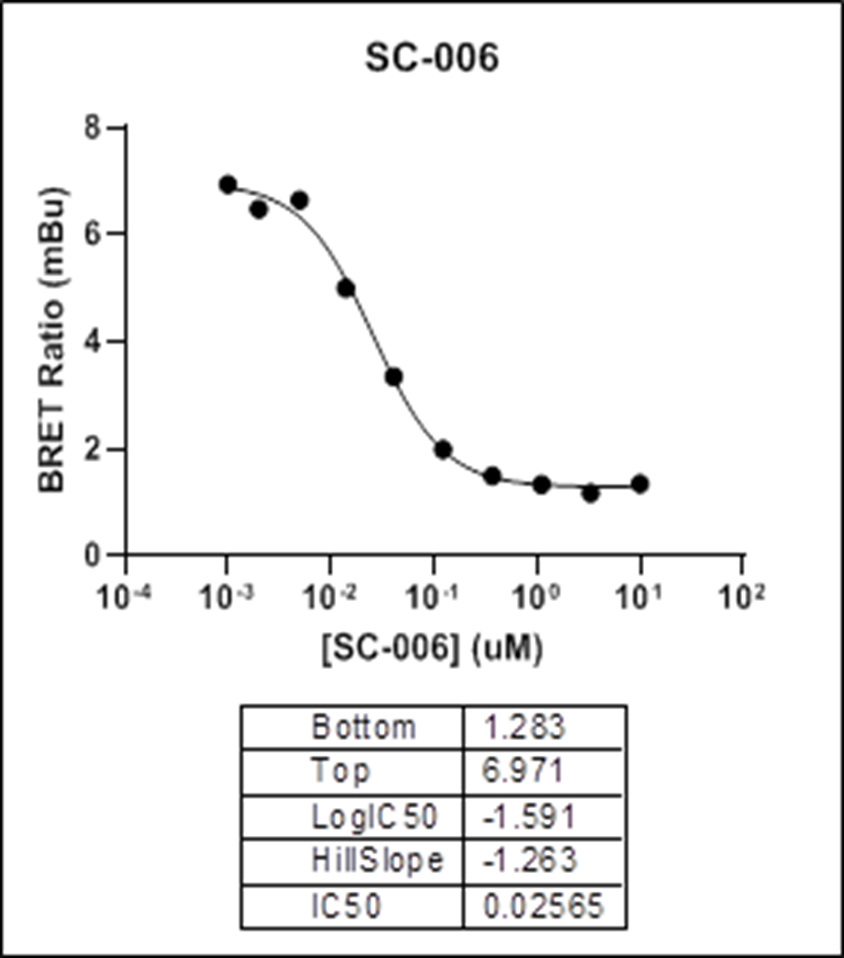 SC-006
8
6
4
2
0
BRET Ratio (mBu)
10-4 10-3 10-2 10-1 100 101 102
[SC-006] (uM)
Bottom 1.283
Top 6.971
LogIC50 -1.591
HillSlope -1.263
IC50 0.02565